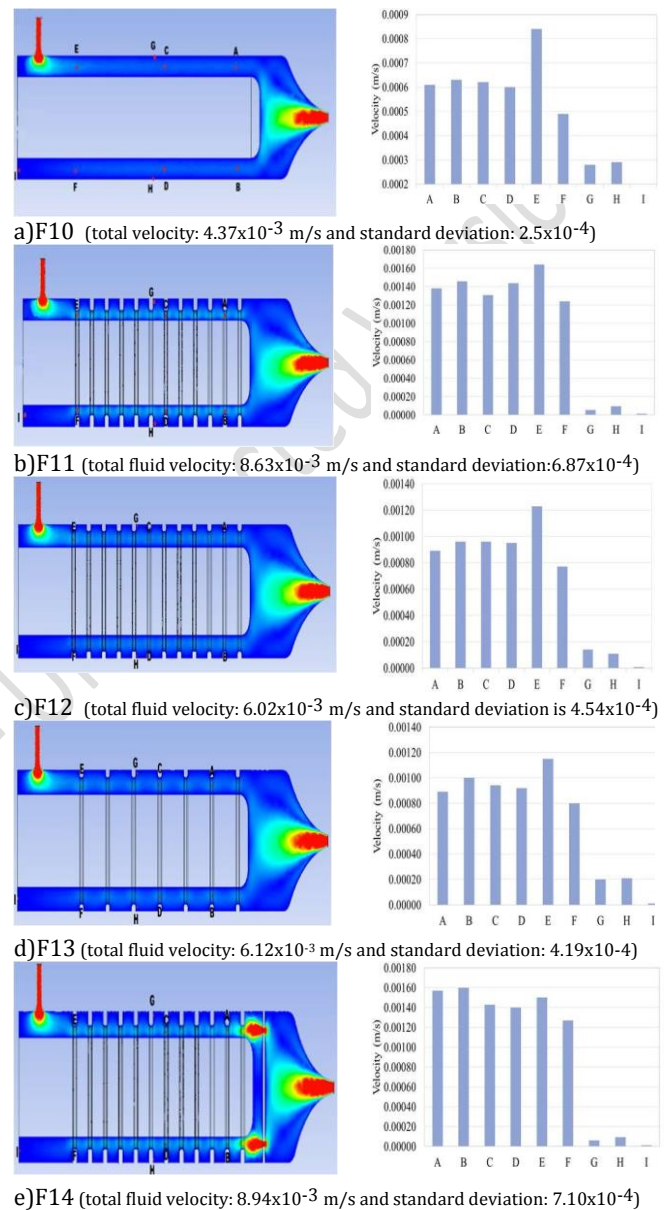 E G C A
I F H D B
0.0009
0.0008
0.0007
0.0006
0.0005
0.0004
0.0003
0.0002
Velocity (m/s)
A B C D E F G H I
a)F10 (total velocity: 4.37x10-3 m/s and standard deviation: 2.5x10-4)
E G C A
I F H D B
0.00180
0.00160
0.00140
0.00120
0.00100
0.00080
0.00060
0.00040
0.00020
0.00000
Velocity (m/s)
A B C D E F G H I
b)F11 (total fluid velocity: 8.63x10-3 m/s and standard deviation:6.87x10-4)
E G C A
I F H D B
0.00140
0.00120
0.00100
0.00080
0.00060
0.00040
0.00020
0.00000
Velocity (m/s)
A B C D E F G H I
c)F12 (total fluid velocity: 6.02x10-3 m/s and standard deviation is 4.54x10-4)
E G C A
I F H D B
0.00140
0.00120
0.00100
0.00080
0.00060
0.00040
0.00020
0.00000
Velocity (m/s)
A B C D E F G H I
d)F13 (total fluid velocity: 6.12x10-3 m/s and standard deviation: 4.19x10-4)
E G C A
I F H D B
0.00180
0.00160
0.00140
0.00120
0.00100
0.00080
0.00060
0.00040
0.00020
0.00000
Velocity (m/s)
A B C D E F G H I
e)F14 (total fluid velocity: 8.94x10-3 m/s and standard deviation: 7.10x10-4)